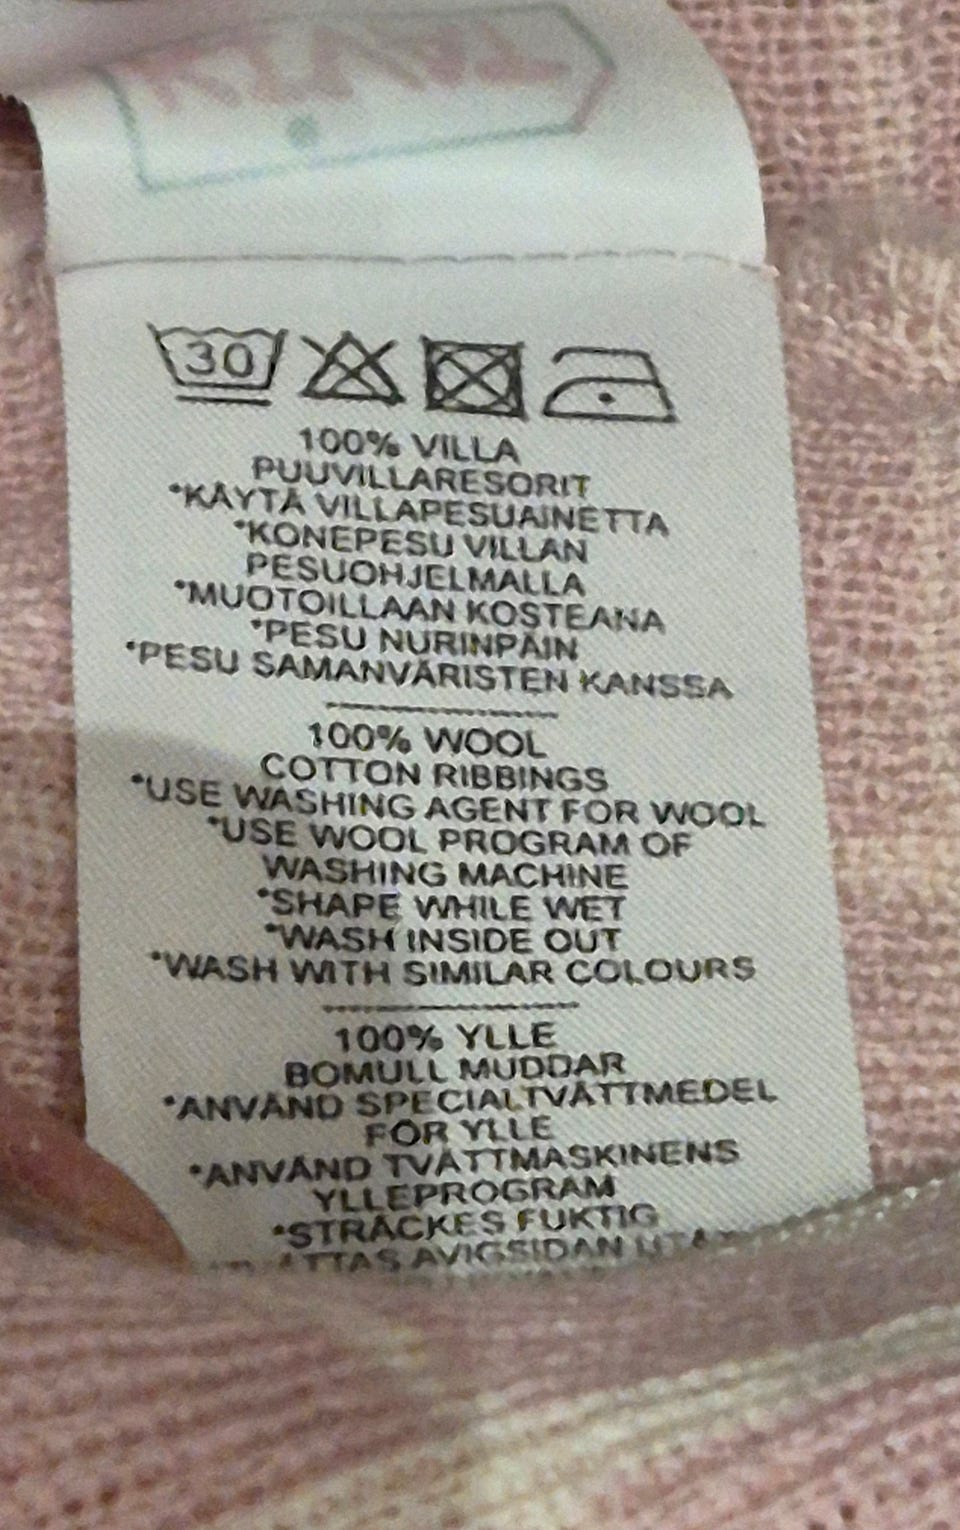 30
100% VILLA
PUUVILLARESORIT
*KÄYTÄ VILLAPESUAINETTA
*KONEPESU VILLAN
PESUOHJELMALLA
*MUOTOILLAAN KOSTEANA
*PESU NURINPÄIN
*PESU SAMANVÄRISTEN KANSSA
100% WOOL
COTTON RIBBINGS
*USE WASHING AGENT FOR WOOL
*USE WOOL PROGRAM OF
WASHING MACHINE
*SHAPE WHILE WET
*WASH INSIDE OUT
*WASH WITH SIMILAR COLOURS
100% YLLE
BOMULL MUDDAR
*ANVÄND SPECIALTVÄTTMEDEL
FÖR YLLE
*ANVÄND TVÄTTMASKINENS
YLLEPROGRAM
*STRÄCKES FUKTIG
AVIGSIDAN